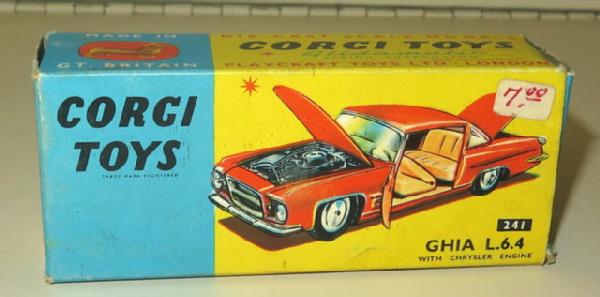 MADE IN
GT. BRITAIN
DIE-CAST SCALE MODELS
CORGI TOYS
PLAYCRAFT TOYS LTD. LONDON
CORGI
TOYS
TRADE MARK REGISTERED
7.00
241
GHIA L.6.4
WITH CHRYSLER ENGINE